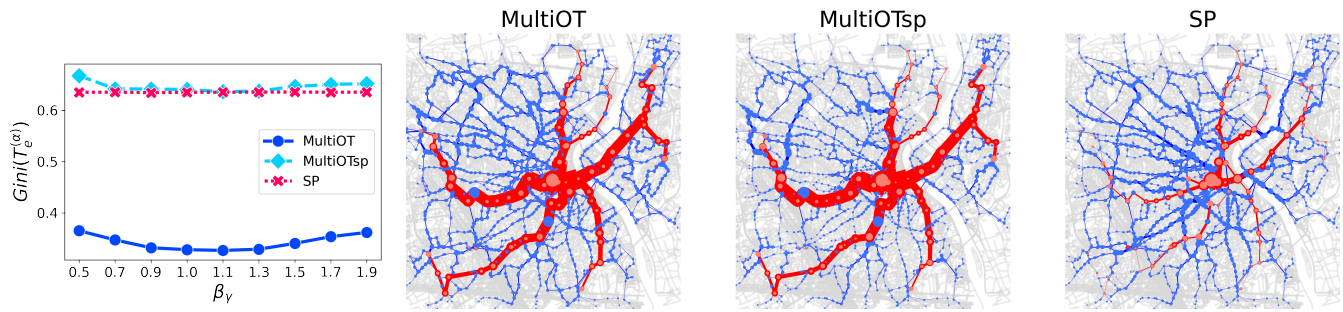 MultiOT
MultiOTsp
SP
Gini(T_e^{(α)})
0.6
0.5
0.4
MultiOT
MultiOTsp
SP
0.5 0.7 0.9 1.0 1.1 1.3 1.5 1.7 1.9
β_γ